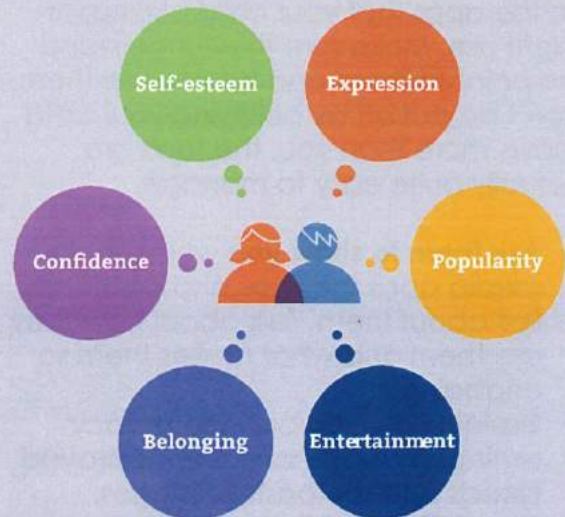 Self-esteem
Expression
Confidence
Popularity
Belonging
Entertainment